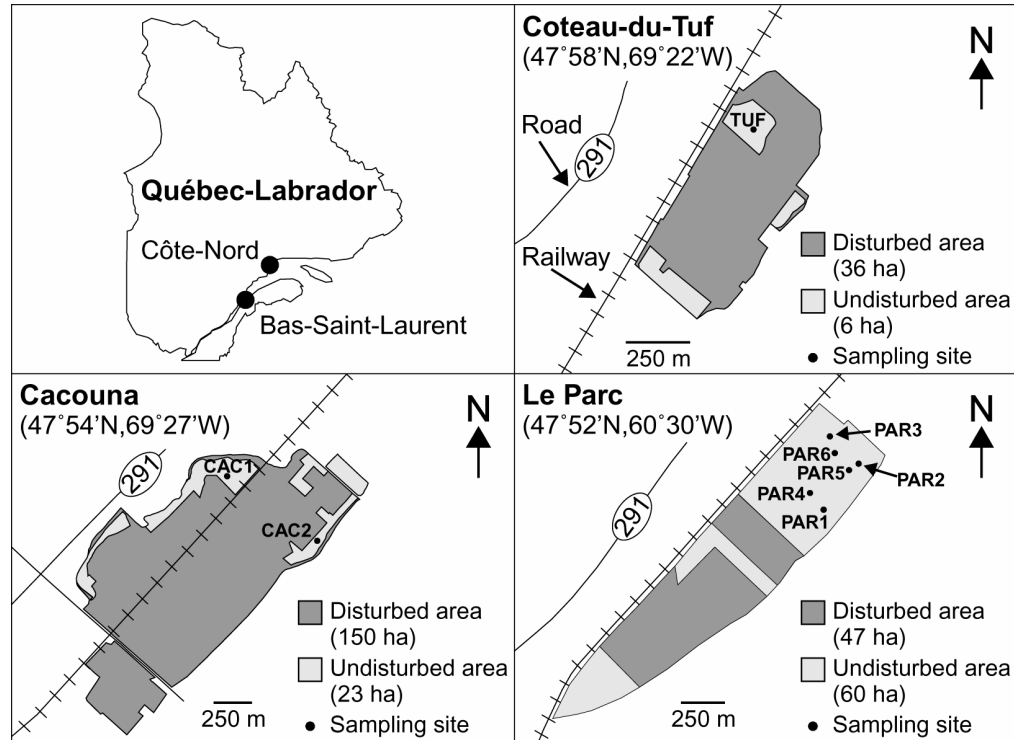 Québec-Labrador
Côte-Nord
Bas-Saint-Laurent
Coteau-du-Tuf
(47˚58’N,69˚22’W)
N
TUF
Road
291
Railway
Disturbed area
(36 ha)
Undisturbed area
(6 ha)
Sampling site
250 m
Cacouna
(47˚54’N,69˚27’W)
N
291
CAC1
CAC2
Disturbed area
(150 ha)
Undisturbed area
(23 ha)
Sampling site
250 m
Le Parc
(47˚52’N,60˚30’W)
N
PAR3
PAR6
PAR5
PAR2
PAR4
PAR1
291
Disturbed area
(47 ha)
Undisturbed area
(60 ha)
Sampling site
250 m